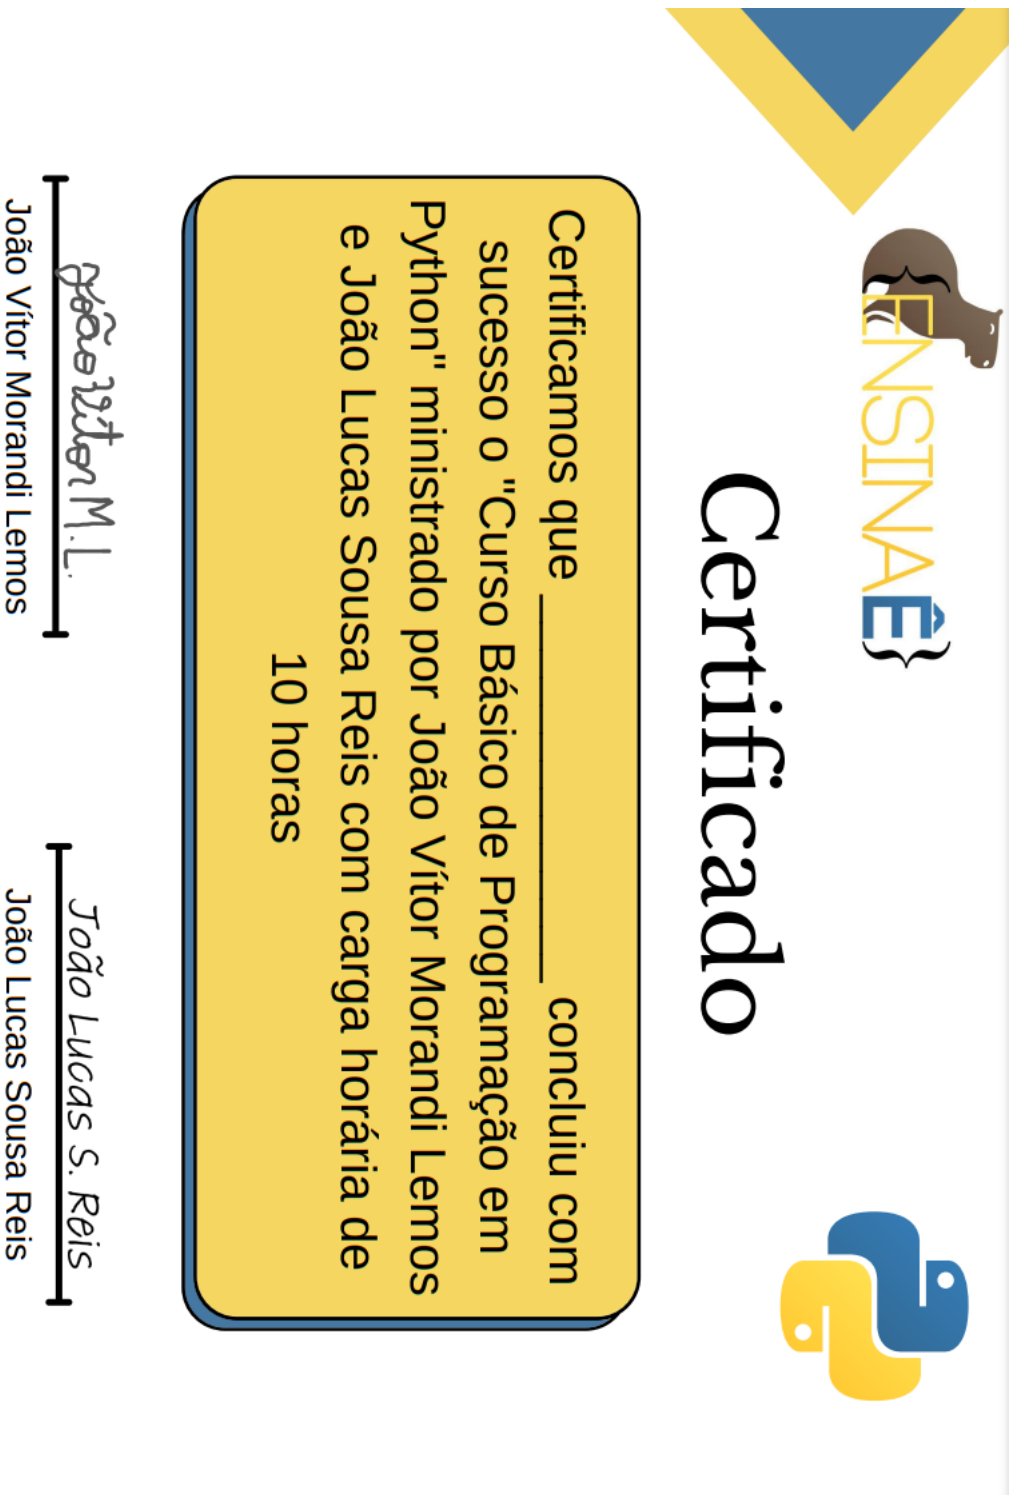 ENSINAÊ}
Certificado
Certificamos que ________________ concluiu com
sucesso o "Curso Básico de Programação em
Python" ministrado por João Vítor Morandi Lemos
e João Lucas Sousa Reis com carga horária de
10 horas
João Vítor M.L.
João Vítor Morandi Lemos
João Lucas S. Reis
João Lucas Sousa Reis